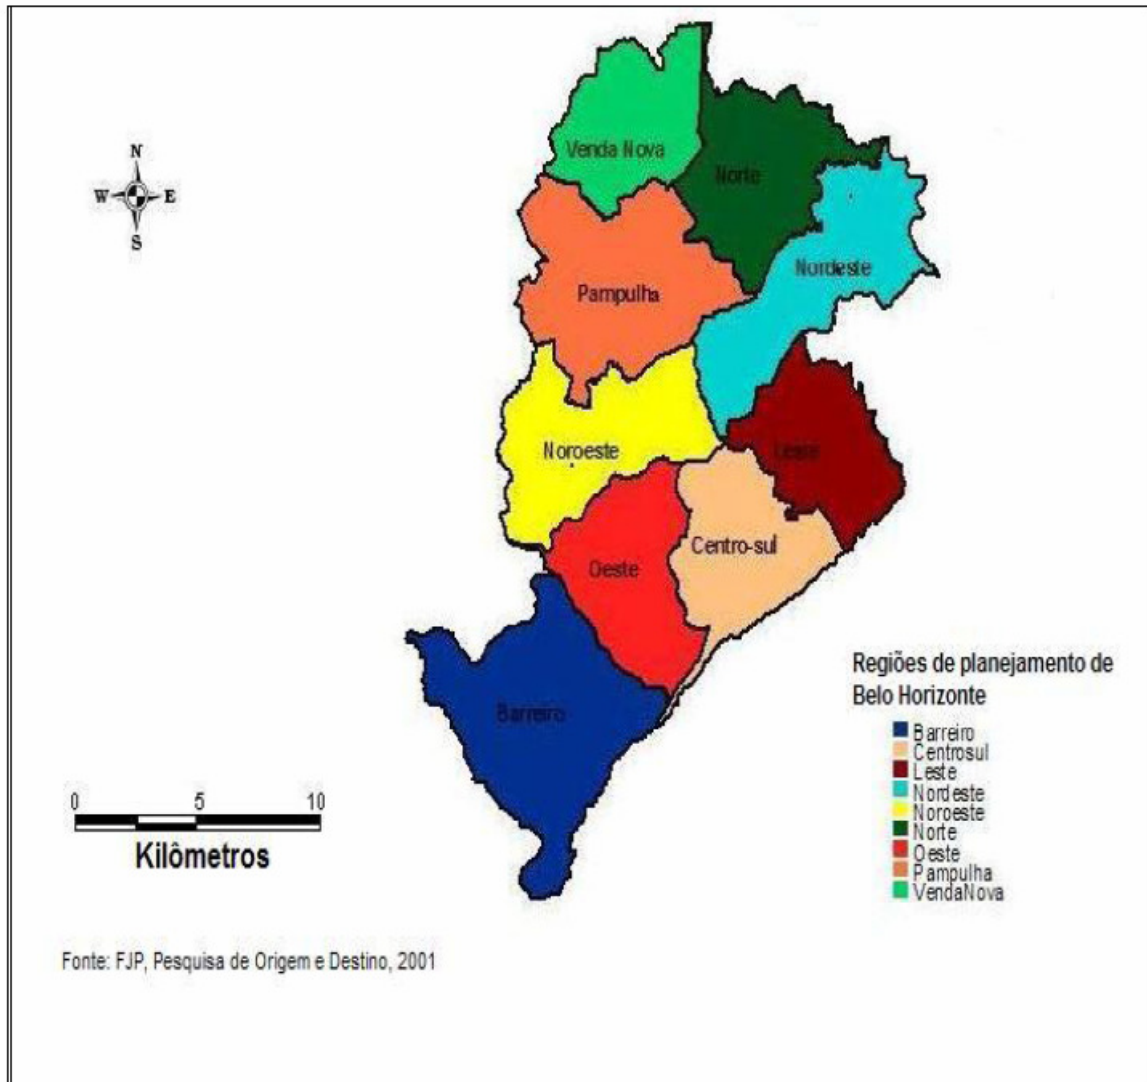 Venda Nova
N
Norte
W E
S
Nordeste
Pampulha
Noroeste
Leste
Centro-sul
Oeste
Regiões de planejamento de
Belo Horizonte
Barreiro
Barreiro
Centrosul
Leste
Nordeste
Noroeste
Norte
Oeste
Pampulha
VendaNova
0 5 10
Kilômetros
Fonte: FJP, Pesquisa de Origem e Destino, 2001